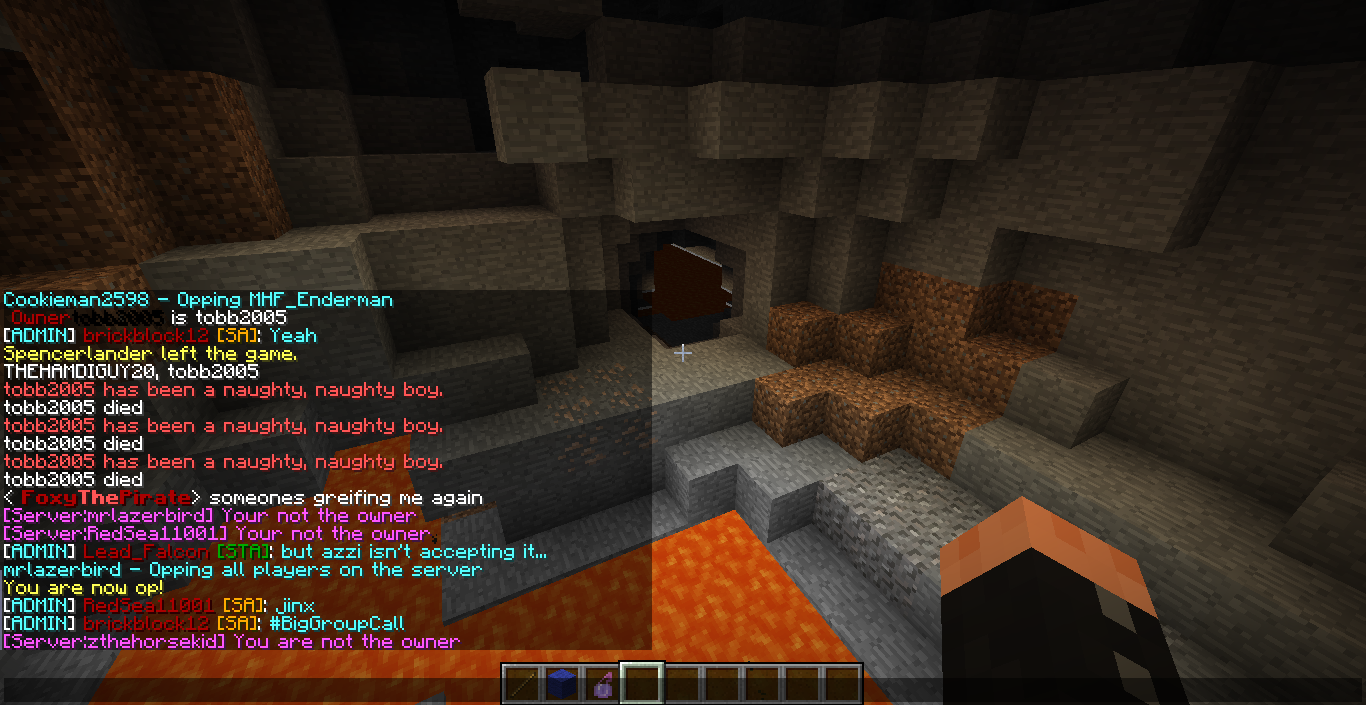 Cookieman2598 - Opping MHF_Enderman
Owner tobb2005 is tobb2005
[ADMIN] brickblock12 [SA]: Yeah
Spencerlander left the game.
THEHAMDIGUY20, tobb2005
tobb2005 has been a naughty, naughty boy.
tobb2005 died
tobb2005 has been a naughty, naughty boy.
tobb2005 died
tobb2005 has been a naughty, naughty boy.
tobb2005 died
< FoxyThePirate> someones greifing me again
[Server:mrlazerbird] Your not the owner
[Server:RedSea11001] Your not the owner.
[ADMIN] Lead_Falcon [STA]: but azzi isn't accepting it...
mrlazerbird - Opping all players on the server
You are now op!
[ADMIN] RedSea11001 [SA]: jinx
[ADMIN] brickblock12 [SA]: #BigGroupCall
[Server:zthehorsekid] You are not the owner